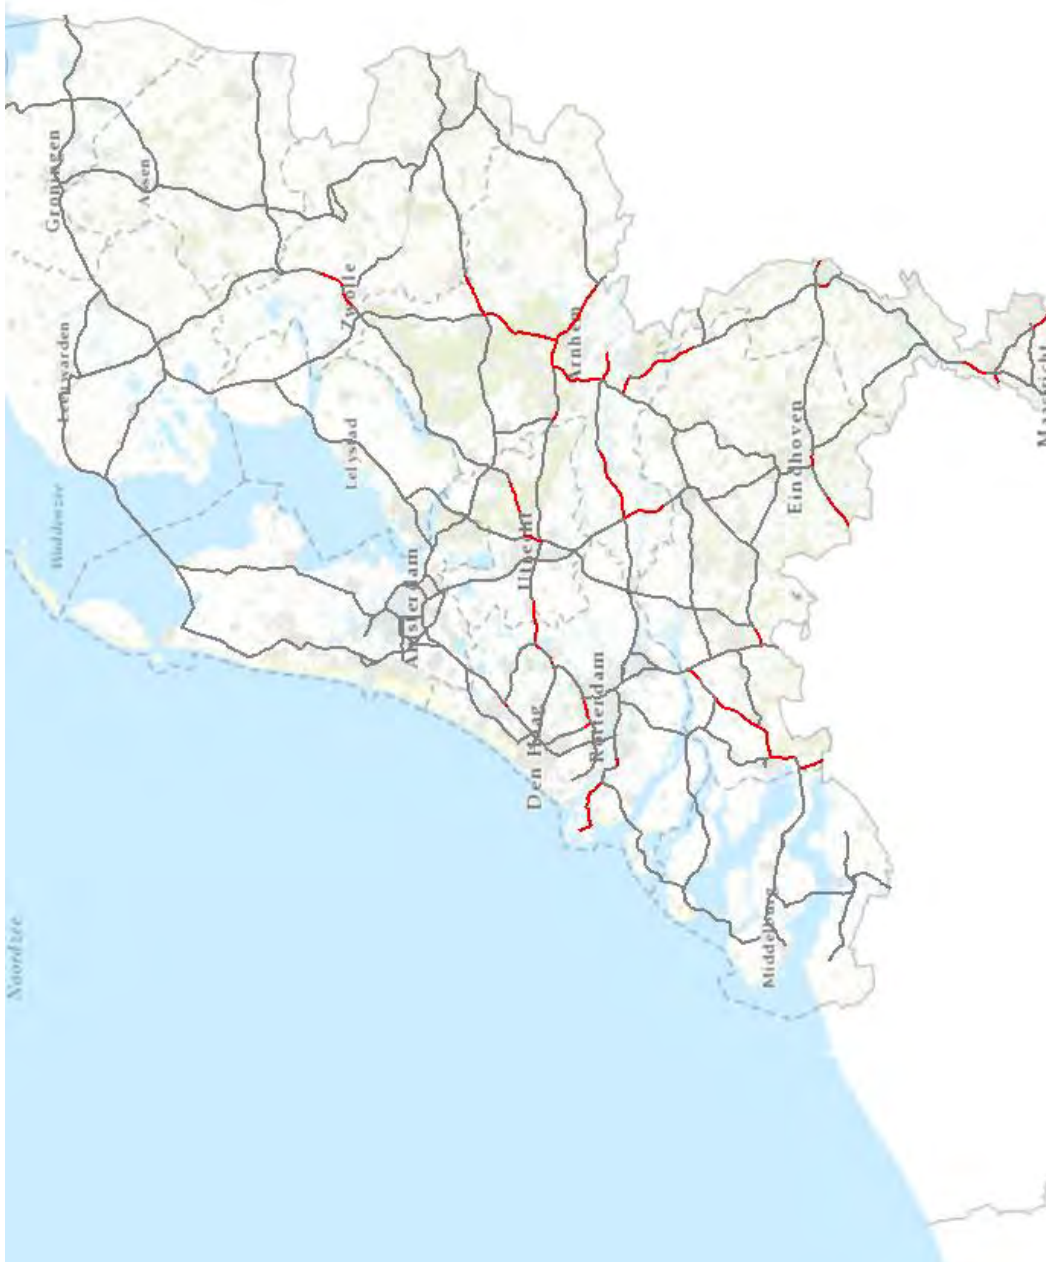 Groningen
Assen
Leeuwarden
Zwolle
Lelystad
Waddenzee
Arnhem
Amsterdam
Utrecht
Eindhoven
Den Haag
Rotterdam
Middelburg
Noordzee